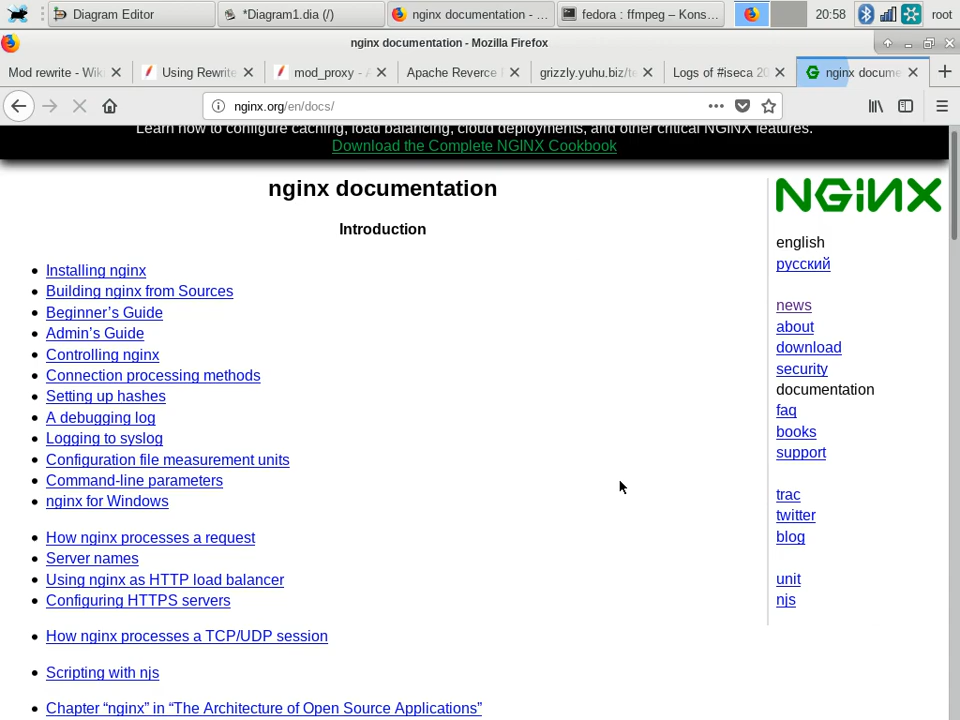 Diagram Editor
*Diagram1.dia (/)
nginx documentation - ...
fedora : ffmpeg – Kons...
20:58
root
nginx documentation - Mozilla Firefox
Mod rewrite - Wiki
Using Rewrite
mod_proxy - A
Apache Reverce
grizzly.yuhu.biz/te
Logs of #iseca 20
nginx docume
nginx.org/en/docs/
Learn how to configure caching, load balancing, cloud deployments, and other critical NGINX features.
Download the Complete NGINX Cookbook
nginx documentation
Introduction
Installing nginx
Building nginx from Sources
Beginner’s Guide
Admin’s Guide
Controlling nginx
Connection processing methods
Setting up hashes
A debugging log
Logging to syslog
Configuration file measurement units
Command-line parameters
nginx for Windows
How nginx processes a request
Server names
Using nginx as HTTP load balancer
Configuring HTTPS servers
How nginx processes a TCP/UDP session
Scripting with njs
Chapter “nginx” in “The Architecture of Open Source Applications”
NGINX
english
русский
news
about
download
security
documentation
faq
books
support
trac
twitter
blog
unit
njs